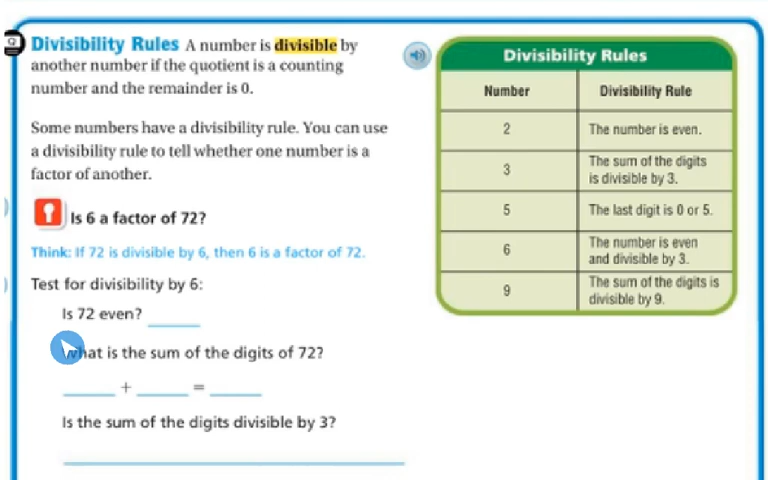 Divisibility Rules A number is divisible by
another number if the quotient is a counting
number and the remainder is 0.
Some numbers have a divisibility rule. You can use
a divisibility rule to tell whether one number is a
factor of another.
Is 6 a factor of 72?
Think: If 72 is divisible by 6, then 6 is a factor of 72.
Test for divisibility by 6:
Is 72 even? ______
What is the sum of the digits of 72?
______ + ______ = ______
Is the sum of the digits divisible by 3?
Divisibility Rules
Number Divisibility Rule
2 The number is even.
3 The sum of the digits
is divisible by 3.
5 The last digit is 0 or 5.
6 The number is even
and divisible by 3.
9 The sum of the digits is
divisible by 9.